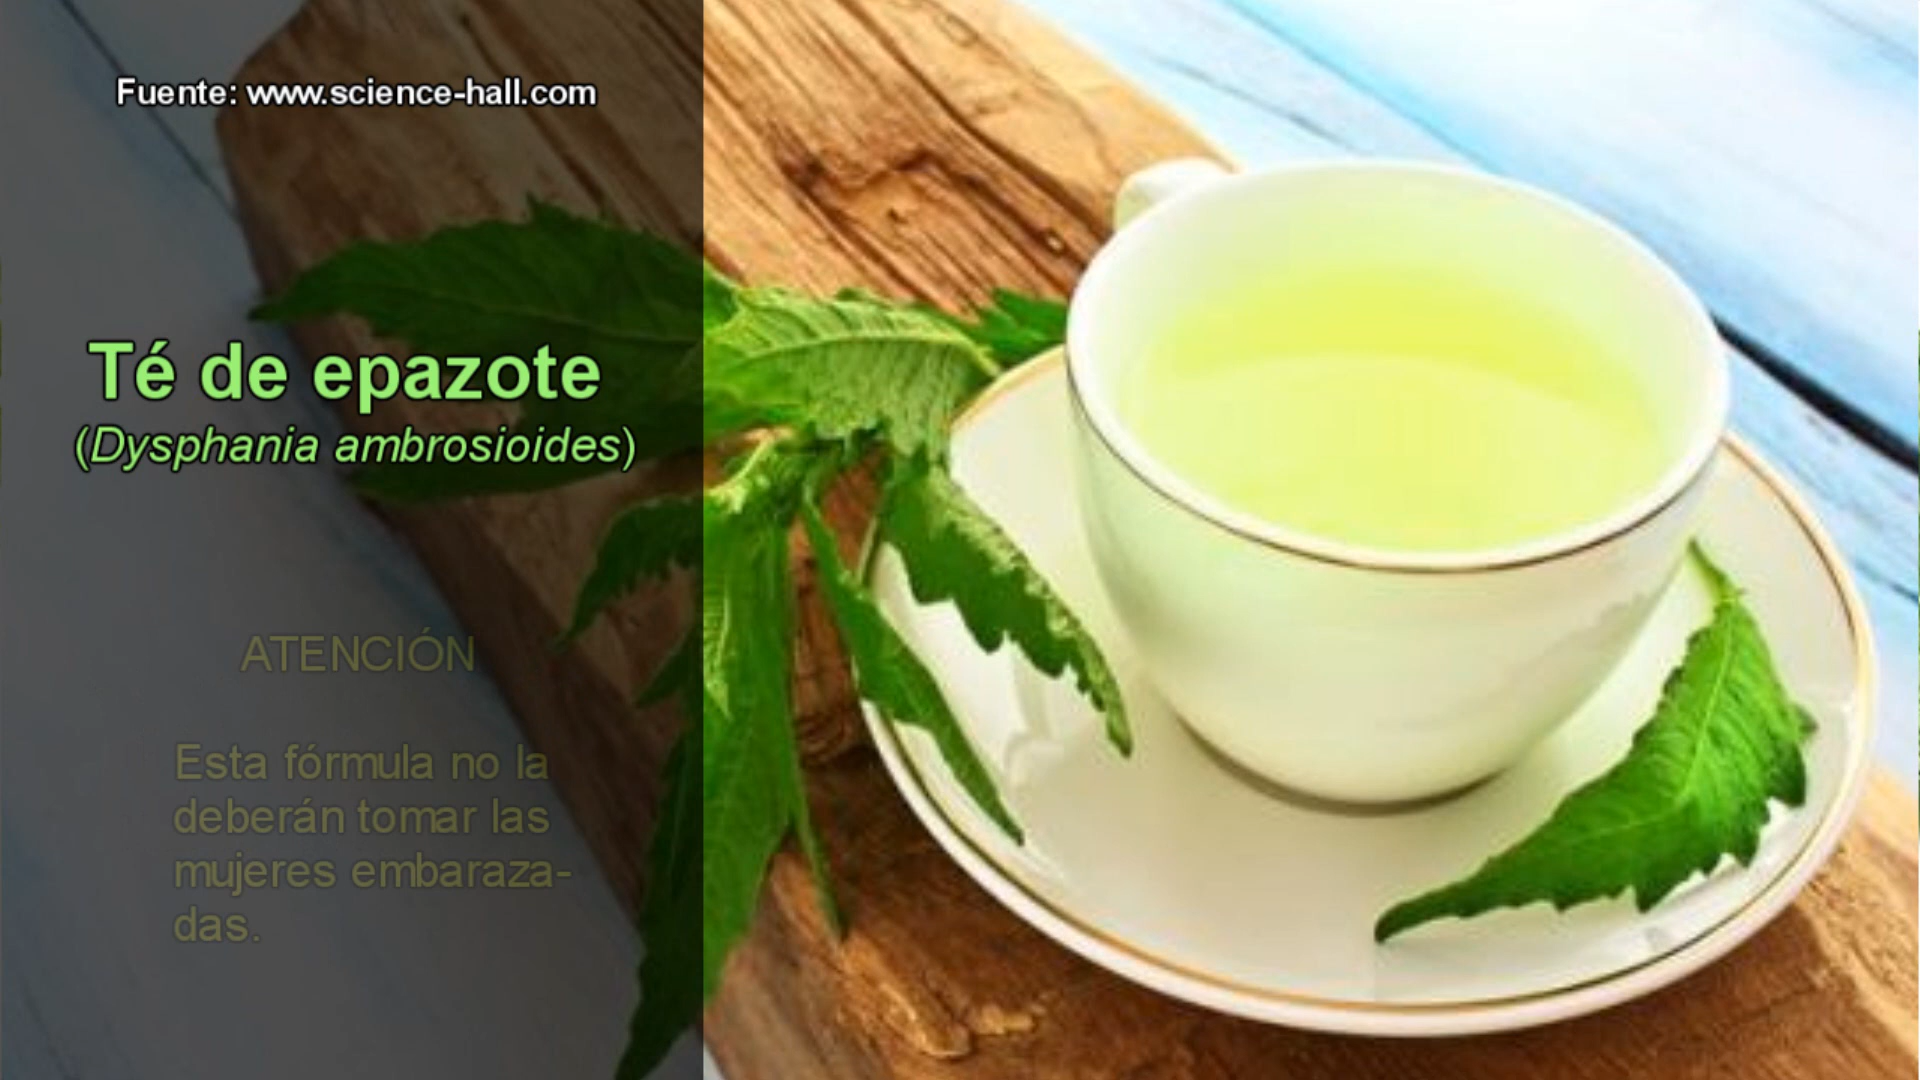 Fuente: www.science-hall.com
Té de epazote
(Dysphania ambrosioides)
ATENCIÓN
Esta fórmula no la
deberán tomar las
mujeres embaraza-
das.